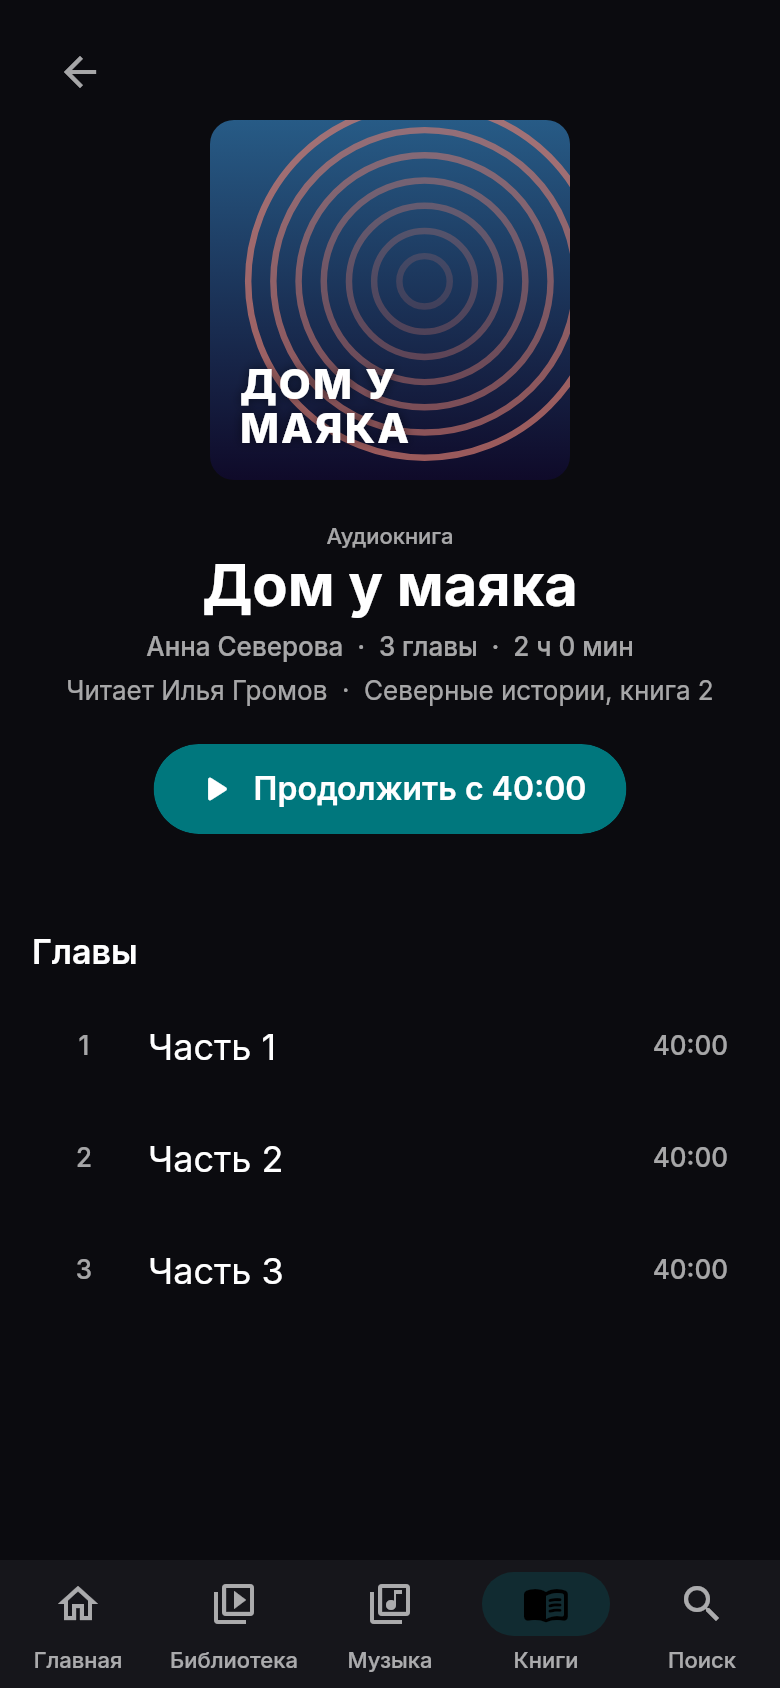 ДОМ У
МАЯКА
Аудиокнига
Дом у маяка
Анна Северова · 3 главы · 2 ч 0 мин
Читает Илья Громов · Северные истории, книга 2
Продолжить с 40:00
Главы
1 Часть 1 40:00
2 Часть 2 40:00
3 Часть 3 40:00
Главная Библиотека Музыка Книги Поиск